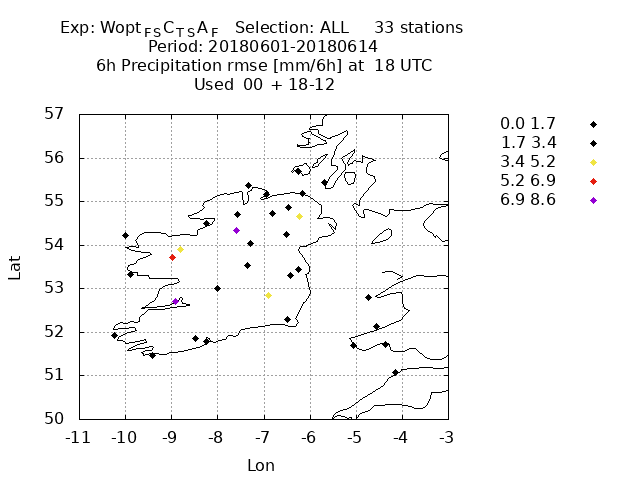 Exp: Wopt FS C TS A F Selection: ALL 33 stations
Period: 20180601-20180614
6h Precipitation rmse [mm/6h] at 18 UTC
Used 00 + 18-12
57
56
55
54
53
52
51
50
-11 -10 -9 -8 -7 -6 -5 -4 -3
Lat
Lon
0.0 1.7
1.7 3.4
3.4 5.2
5.2 6.9
6.9 8.6